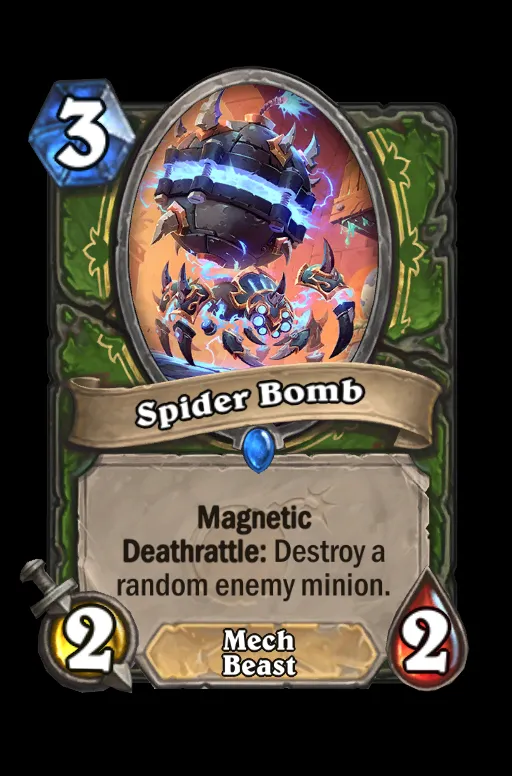 3
Spider Bomb
Magnetic
Deathrattle: Destroy a
random enemy minion.
2
Mech
Beast
2